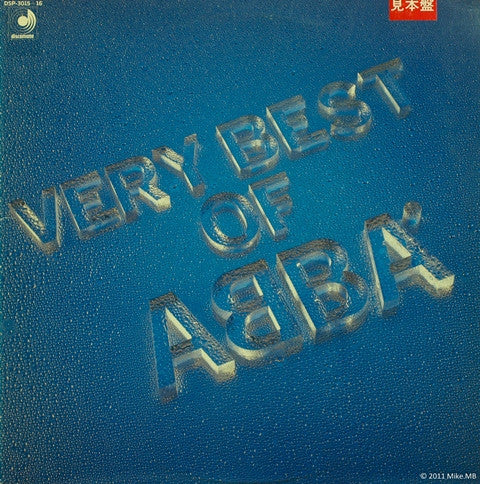 DSP-3015~16
見本盤
discomate
VERY BEST
OF
ABBA
© 2011 Mike.MB